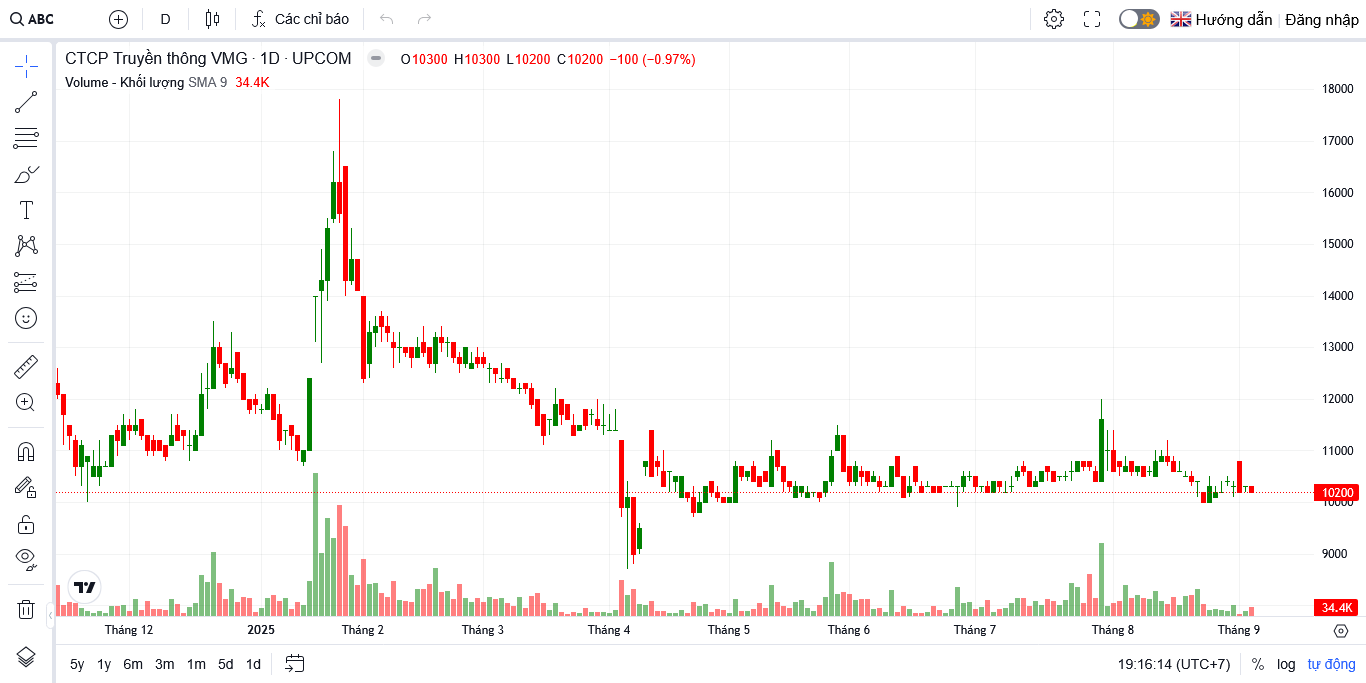 ABC D Các chỉ báo Hướng dẫn Đăng nhập
CTCP Truyền thông VMG · 1D · UPCOM O10300 H10300 L10200 C10200 −100 (−0.97%)
Volume - Khối lượng SMA 9 34.4K
18000
17000
16000
15000
14000
13000
12000
11000
10200
10000
9000
34.4K
Tháng 12 2025 Tháng 2 Tháng 3 Tháng 4 Tháng 5 Tháng 6 Tháng 7 Tháng 8 Tháng 9
5y 1y 6m 3m 1m 5d 1d 19:16:14 (UTC+7) % log tự động